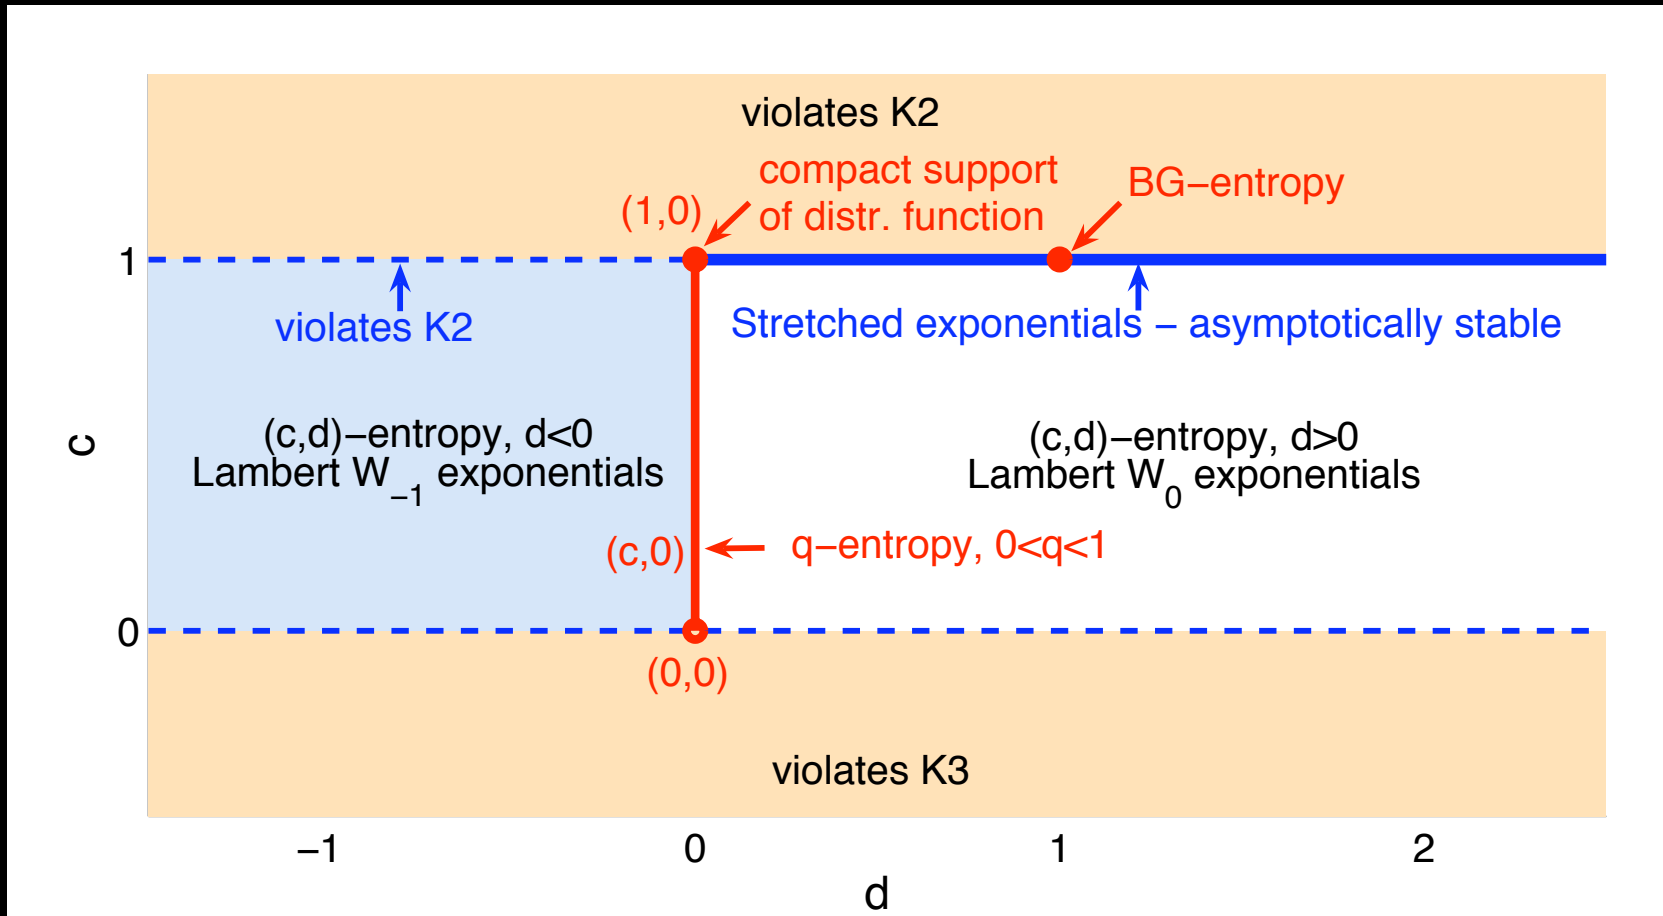 violates K2
compact support
of distr. function
BG−entropy
(1,0)
1
violates K2
Stretched exponentials − asymptotically stable
(c,d)−entropy, d<0
Lambert W−1 exponentials
(c,d)−entropy, d>0
Lambert W0 exponentials
c
(c,0)
q−entropy, 0<q<1
0
(0,0)
violates K3
−1 0 1 2
d